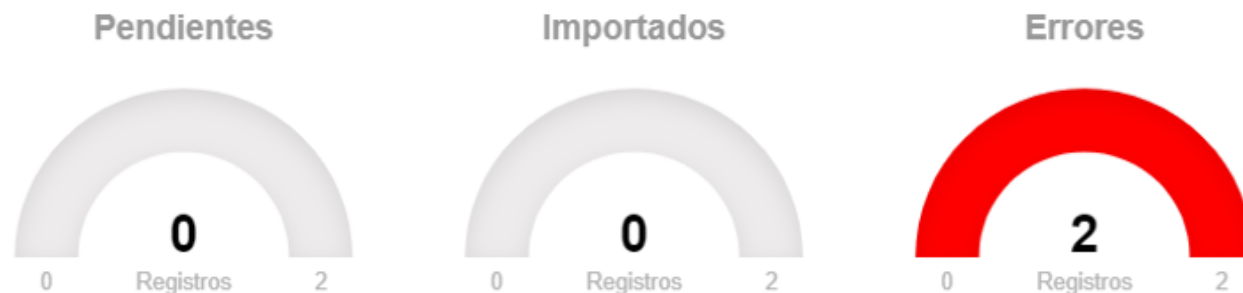 Pendientes
Importados
Errores
0
0
2
0 Registros 2
0 Registros 2
0 Registros 2